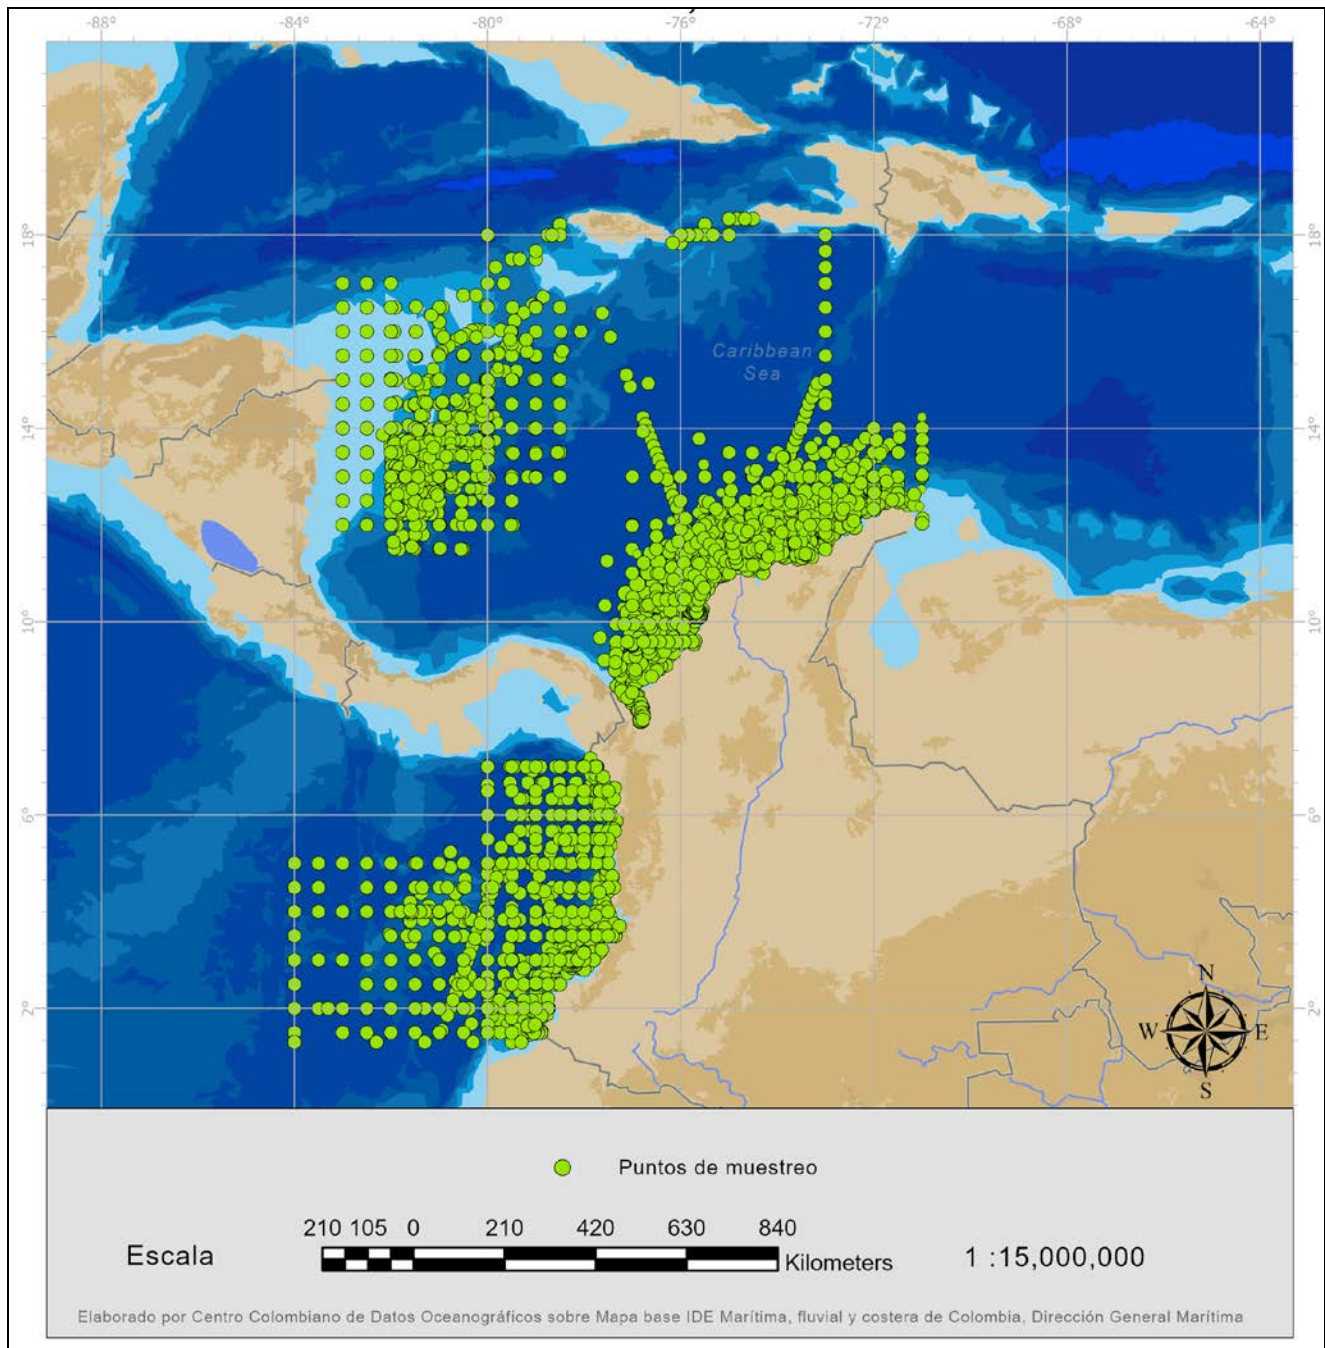 -88° -84° -80° -76° -72° -68° -64°
18° 18°
Caribbean
Sea
14° 14°
10° 10°
6° 6°
2° 2°
N
W E
S
Puntos de muestreo
210 105 0 210 420 630 840
Escala Kilometers 1 :15,000,000
Elaborado por Centro Colombiano de Datos Oceanográficos sobre Mapa base IDE Marítima, fluvial y costera de Colombia, Dirección General Marítima